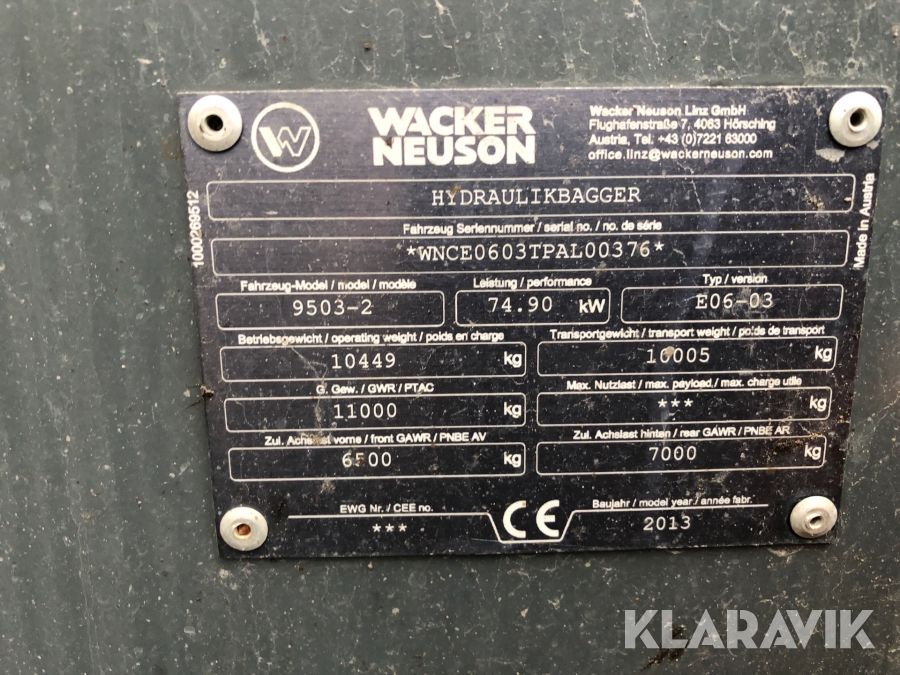 W
WACKER
NEUSON
Wacker Neuson Linz GmbH
Flughafenstraße 7, 4063 Hörsching
Austria, Tel. +43 (0)7221 63000
office.linz@wackerneuson.com
1000269512
Made in Austria
HYDRAULIKBAGGER
Fahrzeug Seriennummer / serial no. / no. de série
*WNCE0603TPAL00376*
Fahrzeug-Model / model / modèle
9503-2
Leistung / performance
74.90 kW
Typ / version
E06-03
Betriebsgewicht / operating weight / poids en charge
10449 kg
Transportgewicht / transport weight / poids de transport
10005 kg
G. Gew. / GWR / PTAC
11000 kg
Max. Nutzlast / max. payload / max. charge utile
*** kg
Zul. Achslast vorne / front GAWR / PNBE AV
6500 kg
Zul. Achslast hinten / rear GAWR / PNBE AR
7000 kg
EWG Nr. / CEE no.
***
CE
Baujahr / model year / année fabr.
2013
KLARAVIK